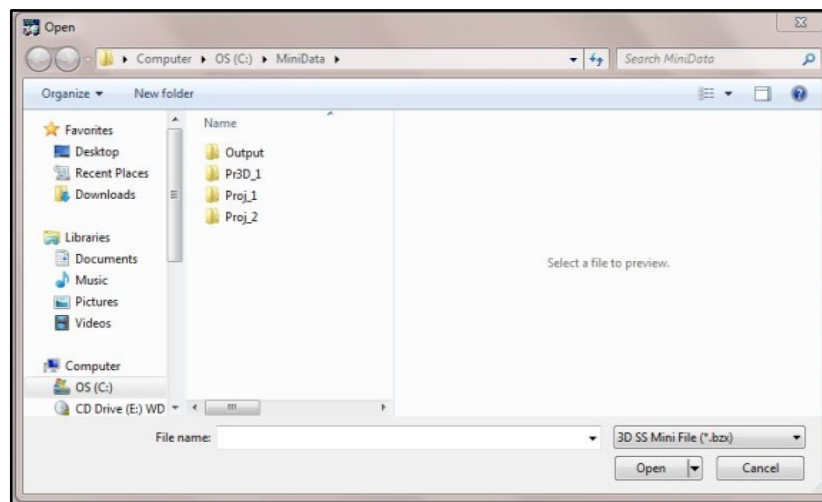 Open
Computer ▸ OS (C:) ▸ MiniData ▸
Search MiniData
Organize ▾ New folder
Favorites
Desktop
Recent Places
Downloads
Libraries
Documents
Music
Pictures
Videos
Computer
OS (C:)
CD Drive (E:) WD
Name
Output
Pr3D_1
Proj_1
Proj_2
Select a file to preview.
File name:
3D SS Mini File (*.bzx)
Open
Cancel